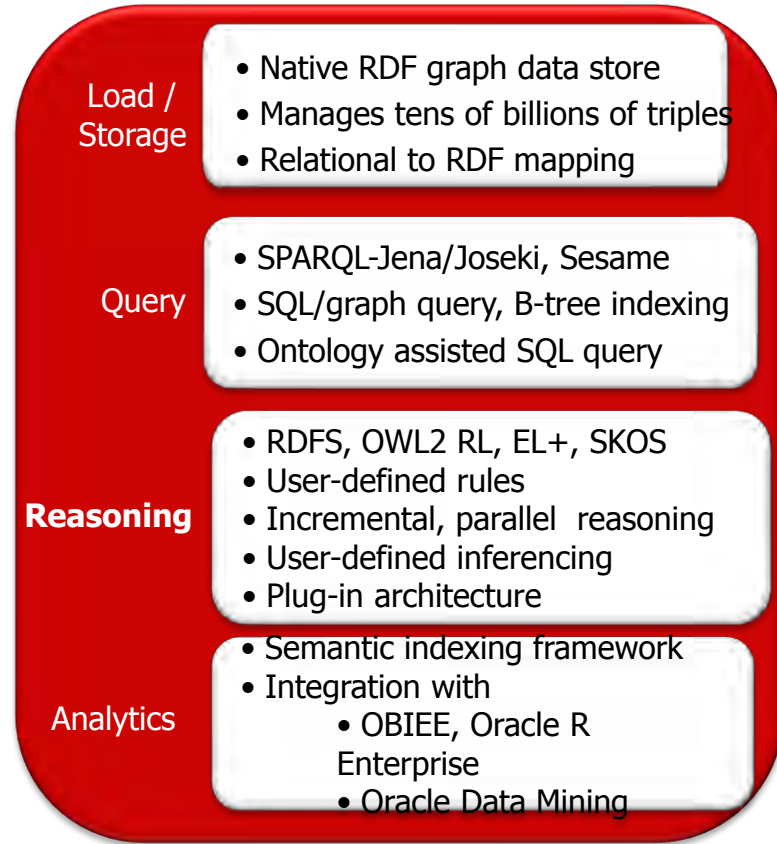 Load /
Storage
• Native RDF graph data store
• Manages tens of billions of triples
• Relational to RDF mapping
Query
• SPARQL-Jena/Joseki, Sesame
• SQL/graph query, B-tree indexing
• Ontology assisted SQL query
Reasoning
• RDFS, OWL2 RL, EL+, SKOS
• User-defined rules
• Incremental, parallel reasoning
• User-defined inferencing
• Plug-in architecture
Analytics
• Semantic indexing framework
• Integration with
• OBIEE, Oracle R
Enterprise
• Oracle Data Mining